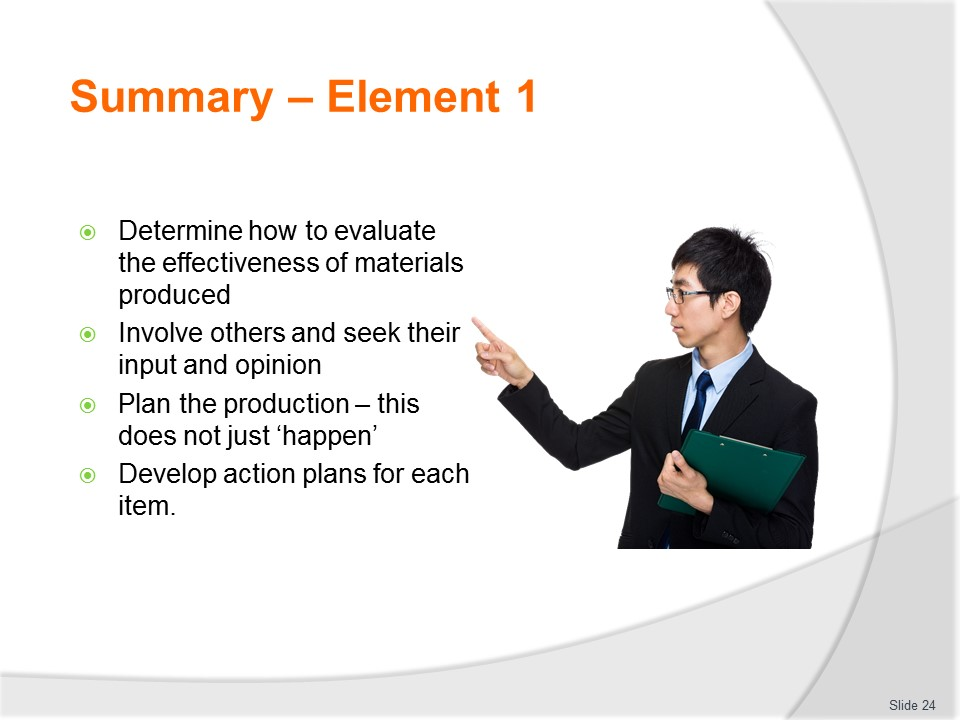 Summary – Element 1
Determine how to evaluate
the effectiveness of materials
produced
Involve others and seek their
input and opinion
Plan the production – this
does not just ‘happen’
Develop action plans for each
item.
Slide 24